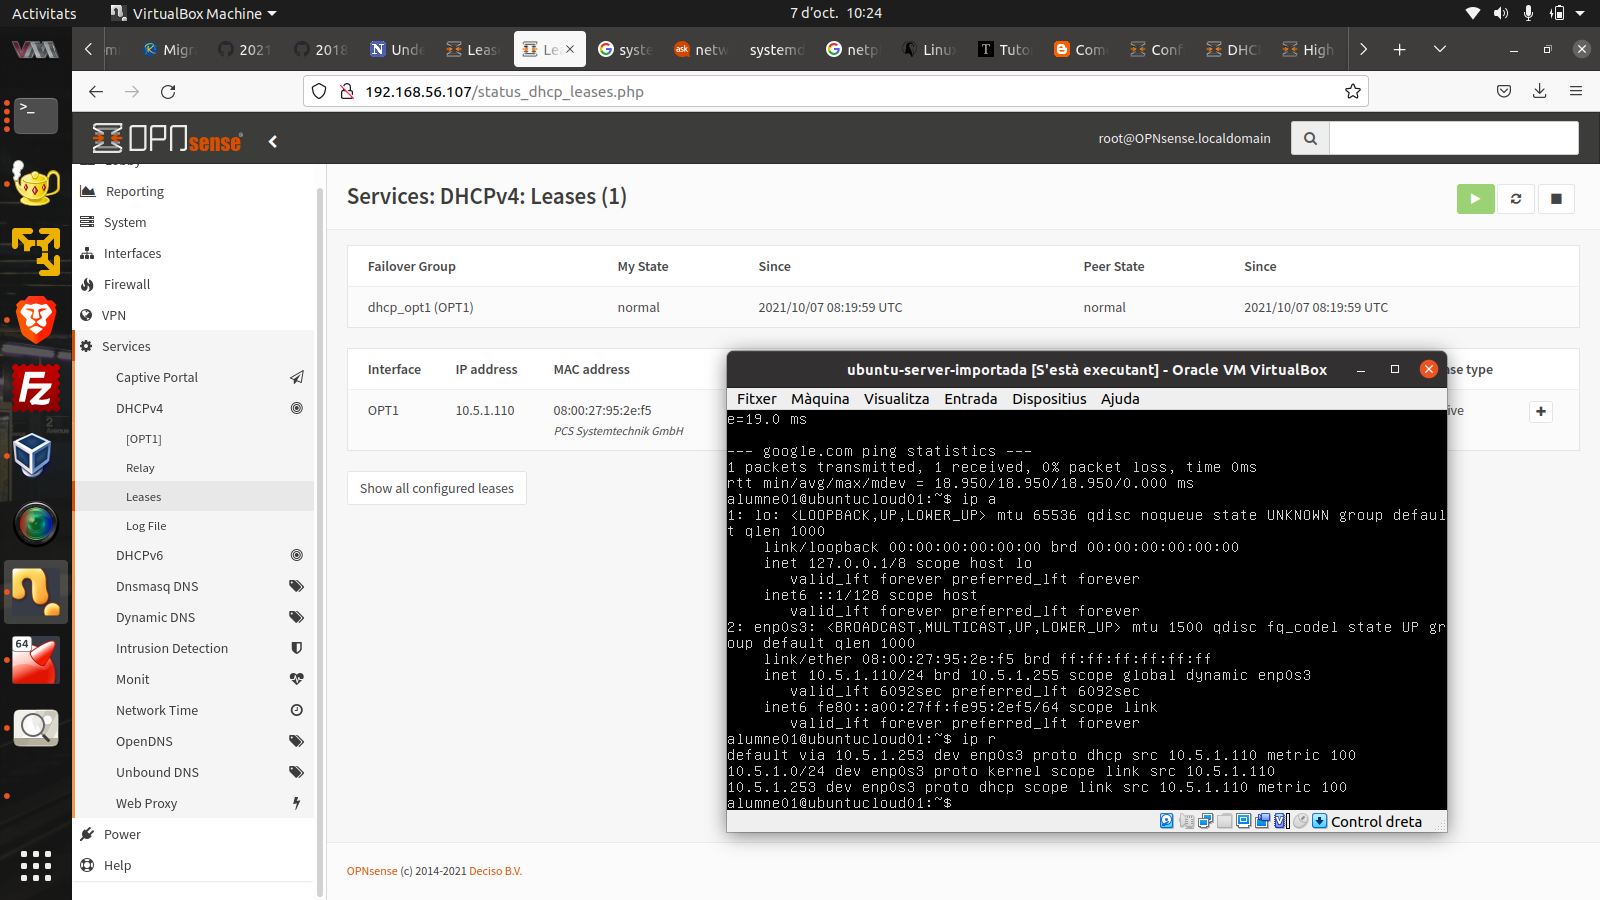 Activitats
VirtualBox Machine
7 d'oct. 10:24
Migr
2021
2018
Unde
Leas
Le
syste
netw
systemd
netpl
Linux
Tuto
Com
Conf
DHC
High
192.168.56.107/status_dhcp_leases.php
OPNsense
root@OPNsense.localdomain
Lobby
Reporting
System
Interfaces
Firewall
VPN
Services
Captive Portal
DHCPv4
[OPT1]
Relay
Leases
Log File
DHCPv6
Dnsmasq DNS
Dynamic DNS
Intrusion Detection
Monit
Network Time
OpenDNS
Unbound DNS
Web Proxy
Power
Help
Services: DHCPv4: Leases (1)
Failover Group My State Since Peer State Since
dhcp_opt1 (OPT1) normal 2021/10/07 08:19:59 UTC normal 2021/10/07 08:19:59 UTC
Interface IP address MAC address
se type
OPT1 10.5.1.110 08:00:27:95:2e:f5
PCS Systemtechnik GmbH
ive
Show all configured leases
ubuntu-server-importada [S'està executant] - Oracle VM VirtualBox
Fitxer Màquina Visualitza Entrada Dispositius Ajuda
e=19.0 ms
--- google.com ping statistics ---
1 packets transmitted, 1 received, 0% packet loss, time 0ms
rtt min/avg/max/mdev = 18.950/18.950/18.950/0.000 ms
alumne01@ubuntucloud01:~$ ip a
1: lo: <LOOPBACK,UP,LOWER_UP> mtu 65536 qdisc noqueue state UNKNOWN group defaul
t qlen 1000
link/loopback 00:00:00:00:00:00 brd 00:00:00:00:00:00
inet 127.0.0.1/8 scope host lo
valid_lft forever preferred_lft forever
inet6 ::1/128 scope host
valid_lft forever preferred_lft forever
2: enp0s3: <BROADCAST,MULTICAST,UP,LOWER_UP> mtu 1500 qdisc fq_codel state UP gr
oup default qlen 1000
link/ether 08:00:27:95:2e:f5 brd ff:ff:ff:ff:ff:ff
inet 10.5.1.110/24 brd 10.5.1.255 scope global dynamic enp0s3
valid_lft 6092sec preferred_lft 6092sec
inet6 fe80::a00:27ff:fe95:2ef5/64 scope link
valid_lft forever preferred_lft forever
alumne01@ubuntucloud01:~$ ip r
default via 10.5.1.253 dev enp0s3 proto dhcp src 10.5.1.110 metric 100
10.5.1.0/24 dev enp0s3 proto kernel scope link src 10.5.1.110
10.5.1.253 dev enp0s3 proto dhcp scope link src 10.5.1.110 metric 100
alumne01@ubuntucloud01:~$
Control dreta
OPNsense (c) 2014-2021 Deciso B.V.